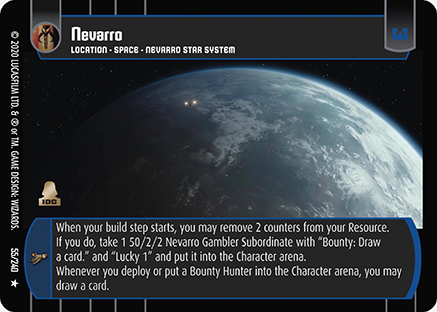 Nevarro
LOCATION - SPACE - NEVARRO STAR SYSTEM
IDC
When your build step starts, you may remove 2 counters from your Resource.
If you do, take 1 50/2/2 Nevarro Gambler Subordinate with “Bounty: Draw
a card.” and “Lucky 1” and put it into the Character arena.
Whenever you deploy or put a Bounty Hunter into the Character arena, you may
draw a card.
© 2020 LUCASFILM LTD. & ® or TM. GAME DESIGN: WIZARDS.
55/240 ★